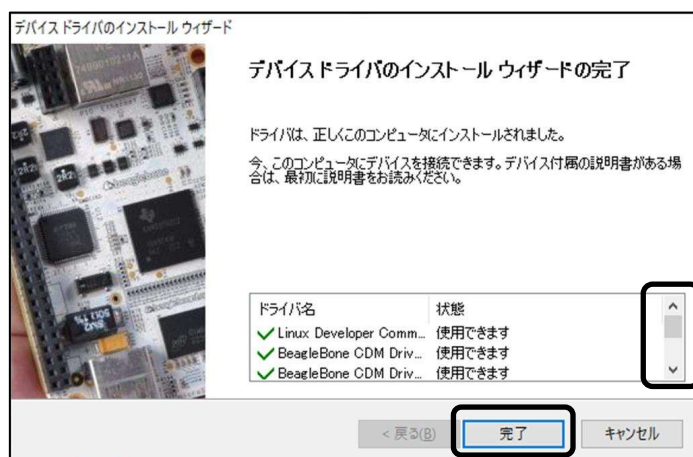 デバイス ドライバのインストール ウィザード
デバイス ドライバのインストール ウィザードの完了
ドライバは、正しくこのコンピュータにインストールされました。
今、このコンピュータにデバイスを接続できます。デバイス付属の説明書がある場
合は、最初に説明書をお読みください。
ドライバ名 状態
Linux Developer Comm... 使用できます
BeagleBone CDM Driv... 使用できます
BeagleBone CDM Driv... 使用できます
< 戻る(B) 完了 キャンセル